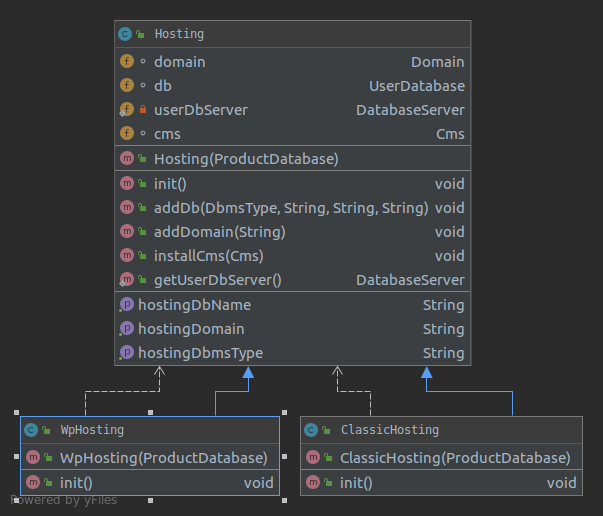 Hosting
domain Domain
db UserDatabase
userDbServer DatabaseServer
cms Cms
Hosting(ProductDatabase)
init() void
addDb(DbmsType, String, String, String) void
addDomain(String) void
installCms(Cms) void
getUserDbServer() DatabaseServer
hostingDbName String
hostingDomain String
hostingDbmsType String
WpHosting
WpHosting(ProductDatabase)
init() void
ClassicHosting
ClassicHosting(ProductDatabase)
init() void
Powered by yFiles